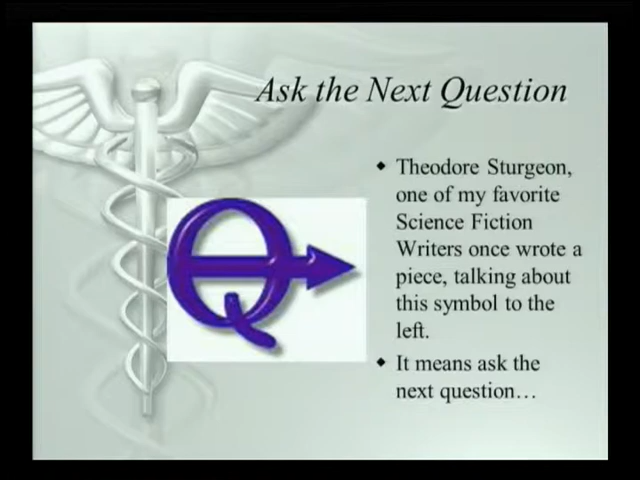 Ask the Next Question
Theodore Sturgeon,
one of my favorite
Science Fiction
Writers once wrote a
piece, talking about
this symbol to the
left.
It means ask the
next question…
Q